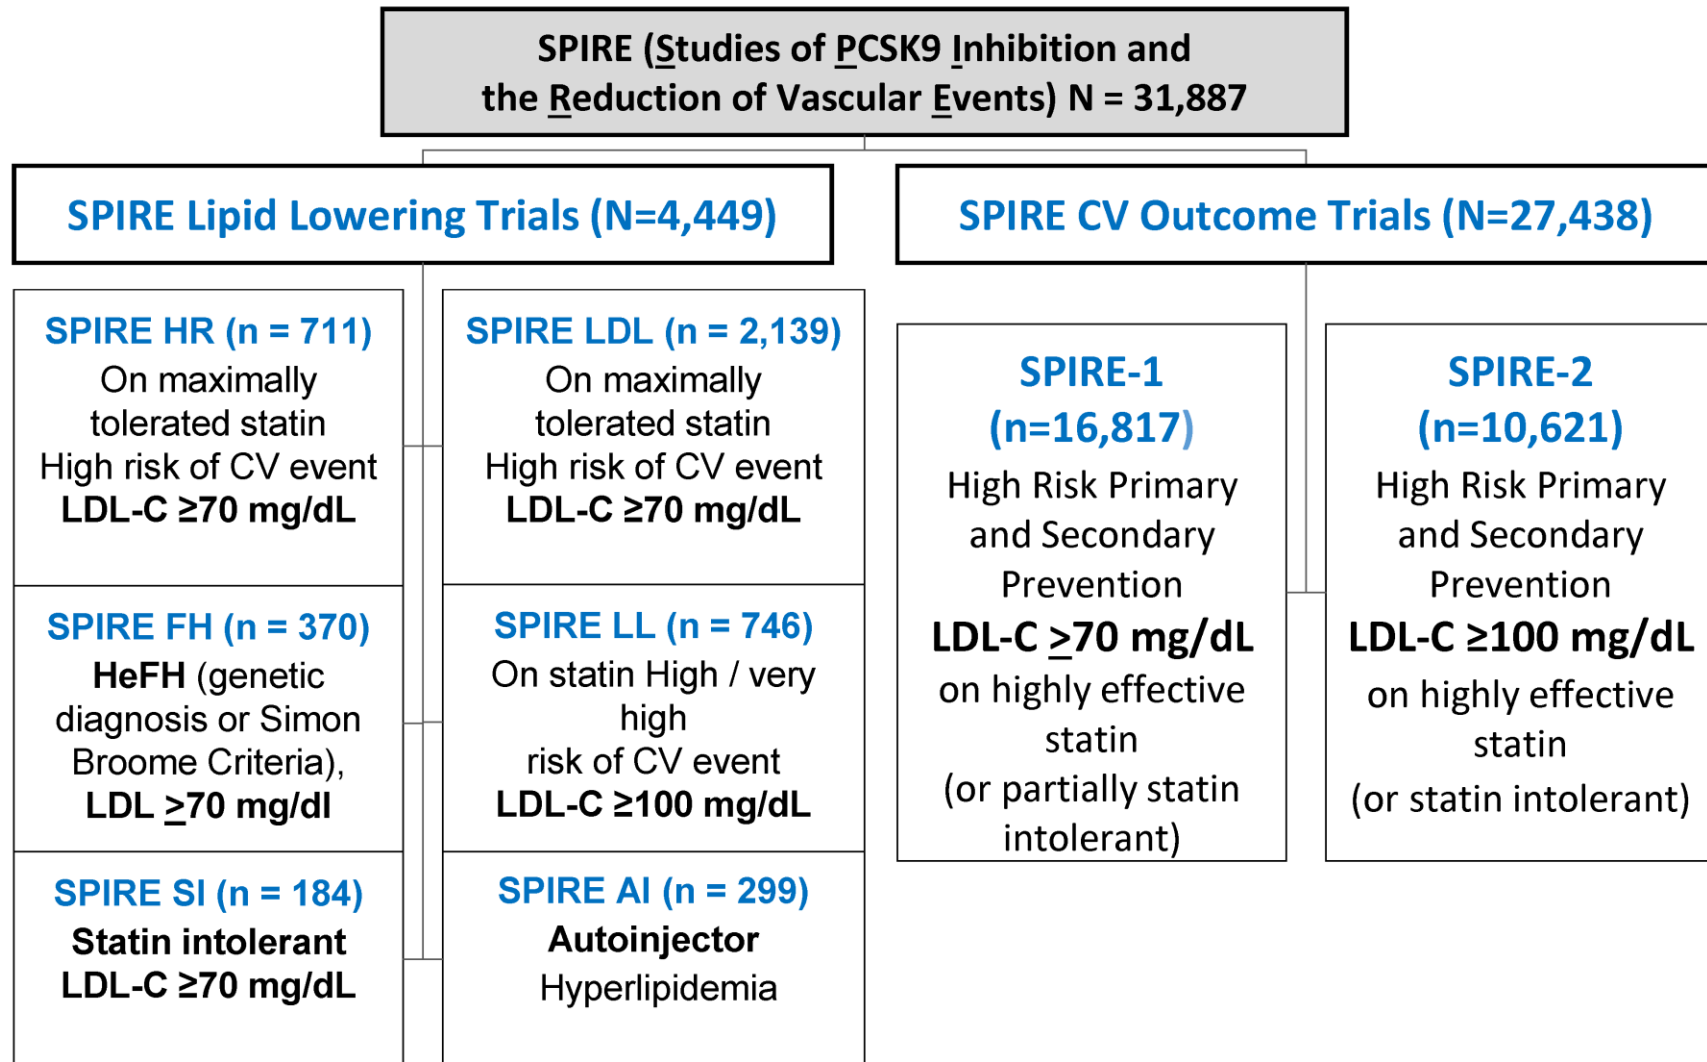 SPIRE (Studies of PCSK9 Inhibition and
the Reduction of Vascular Events) N = 31,887
SPIRE Lipid Lowering Trials (N=4,449)
SPIRE HR (n = 711)
On maximally
tolerated statin
High risk of CV event
LDL-C ≥70 mg/dL
SPIRE LDL (n = 2,139)
On maximally
tolerated statin
High risk of CV event
LDL-C ≥70 mg/dL
SPIRE FH (n = 370)
HeFH (genetic
diagnosis or Simon
Broome Criteria),
LDL ≥70 mg/dl
SPIRE LL (n = 746)
On statin High / very
high
risk of CV event
LDL-C ≥100 mg/dL
SPIRE SI (n = 184)
Statin intolerant
LDL-C ≥70 mg/dL
SPIRE AI (n = 299)
Autoinjector
Hyperlipidemia
SPIRE CV Outcome Trials (N=27,438)
SPIRE-1
(n=16,817)
High Risk Primary
and Secondary
Prevention
LDL-C ≥70 mg/dL
on highly effective
statin
(or partially statin
intolerant)
SPIRE-2
(n=10,621)
High Risk Primary
and Secondary
Prevention
LDL-C ≥100 mg/dL
on highly effective
statin
(or statin intolerant)